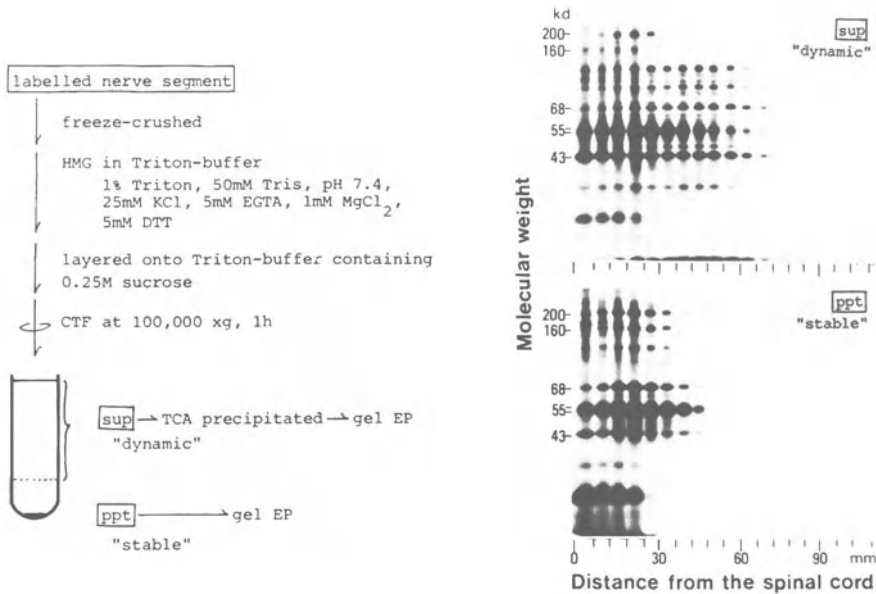 labelled nerve segment
freeze-crushed
HMG in Triton-buffer
1% Triton, 50mM Tris, pH 7.4,
25mM KCl, 5mM EGTA, 1mM MgCl2,
5mM DTT
layered onto Triton-buffer containing
0.25M sucrose
CTF at 100,000 xg, 1h
sup → TCA precipitated → gel EP
"dynamic"
ppt → gel EP
"stable"
kd
200
160
68
55
43
sup
"dynamic"
Molecular weight
200
160
68
55
43
ppt
"stable"
0 30 60 90 mm
Distance from the spinal cord